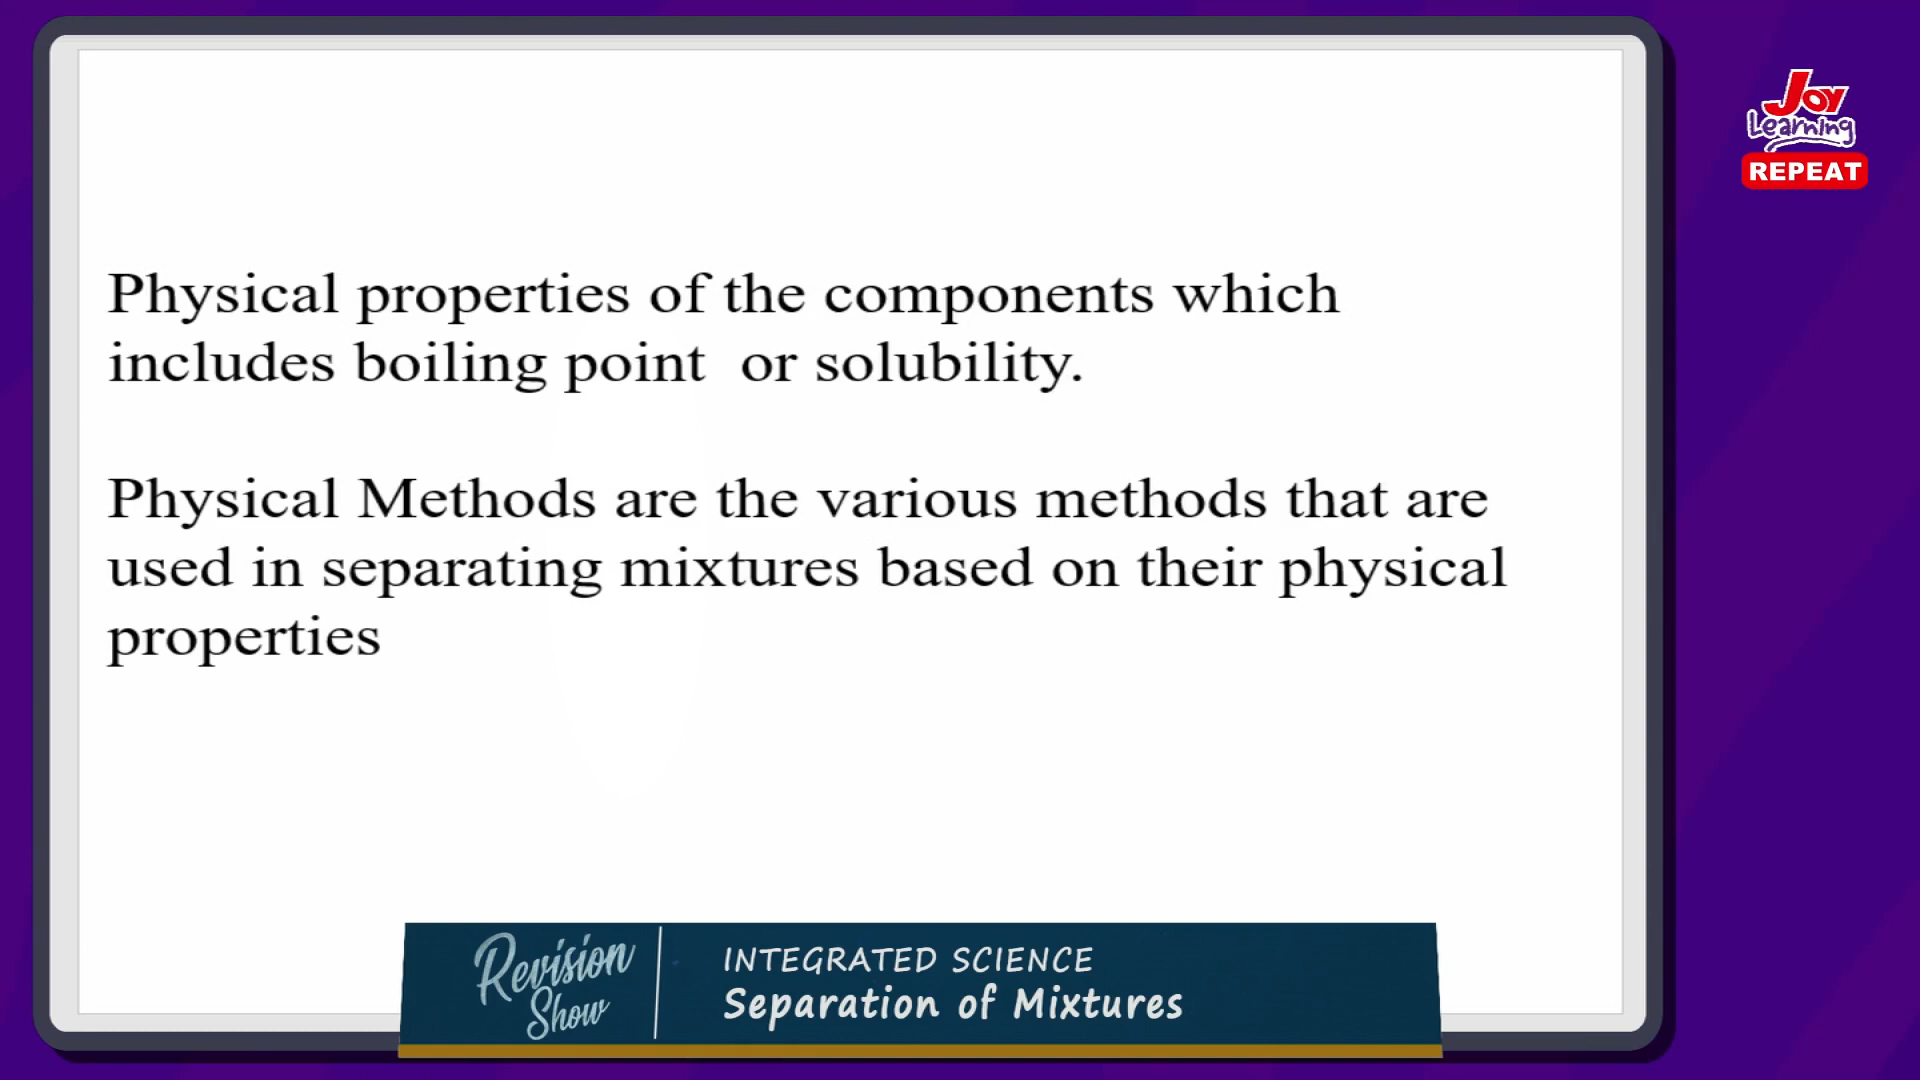 Joy
Learning
REPEAT
Physical properties of the components which
includes boiling point  or solubility.
Physical Methods are the various methods that are
used in separating mixtures based on their physical
properties
Revision
Show
INTEGRATED SCIENCE
Separation of Mixtures